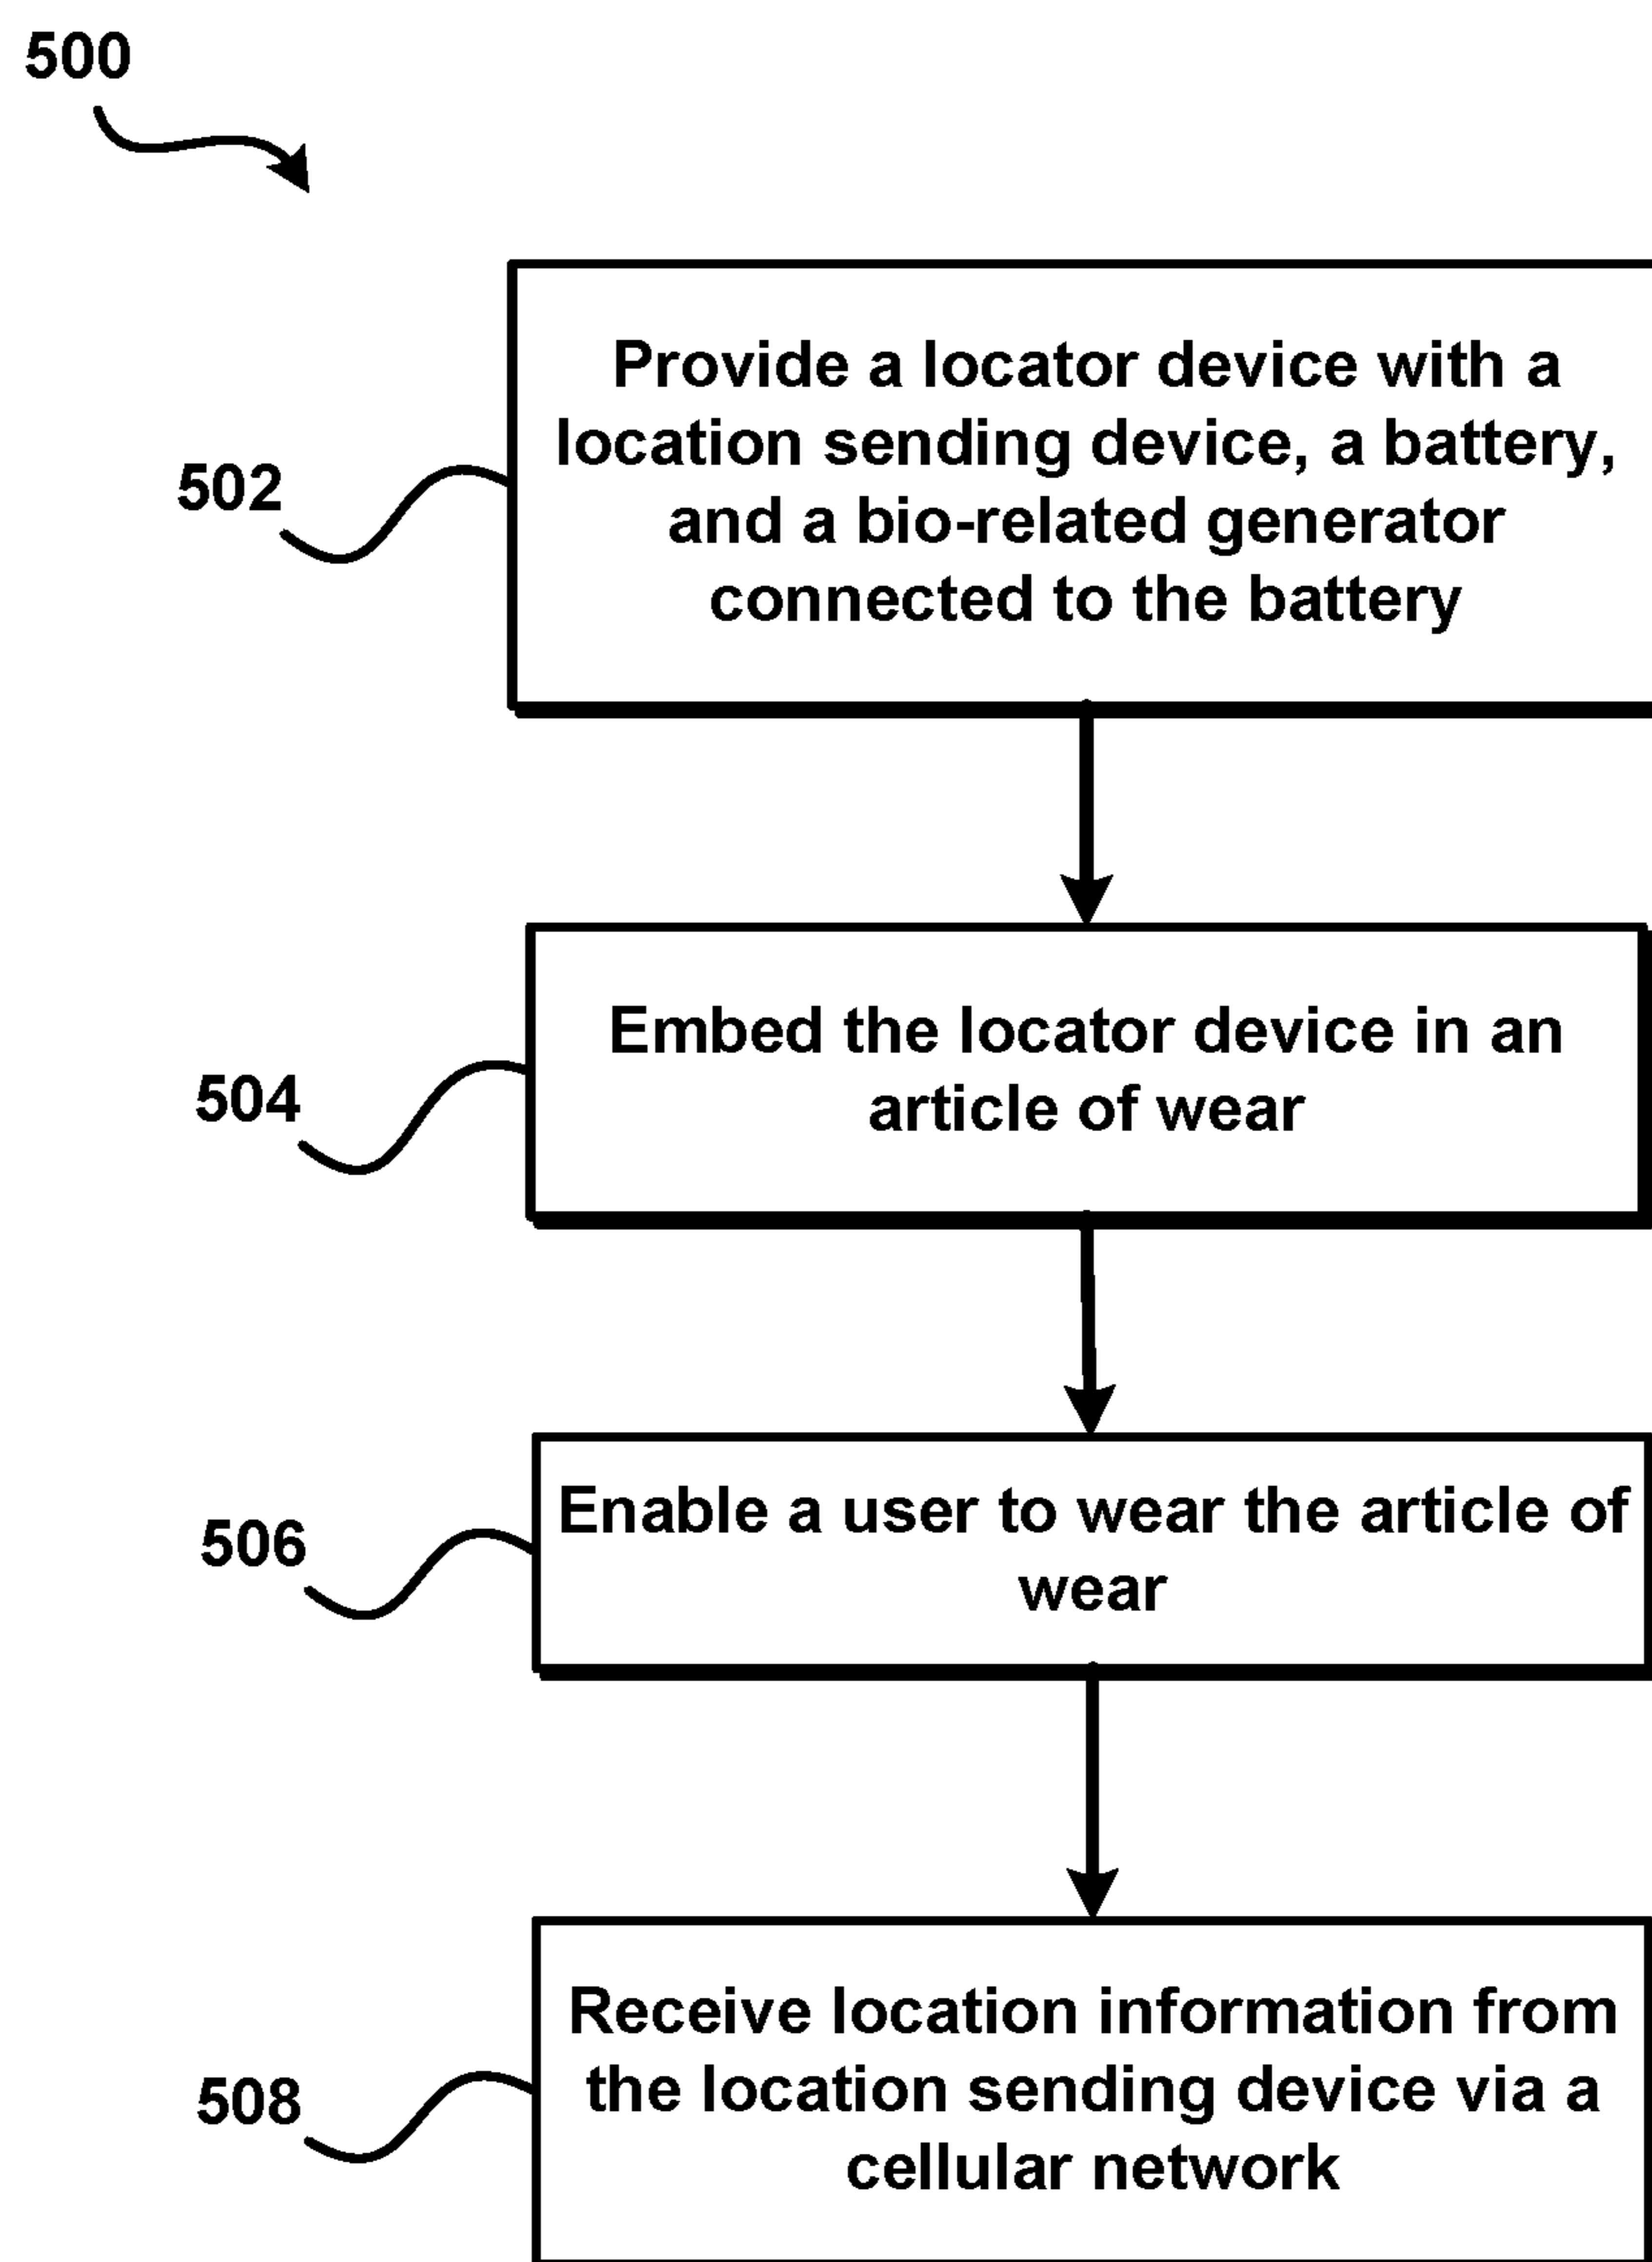 500
Provide a locator device with a
location sending device, a battery,
and a bio-related generator
connected to the battery
502
Embed the locator device in an
article of wear
504
Enable a user to wear the article of
wear
506
Receive location information from
the location sending device via a
cellular network
508